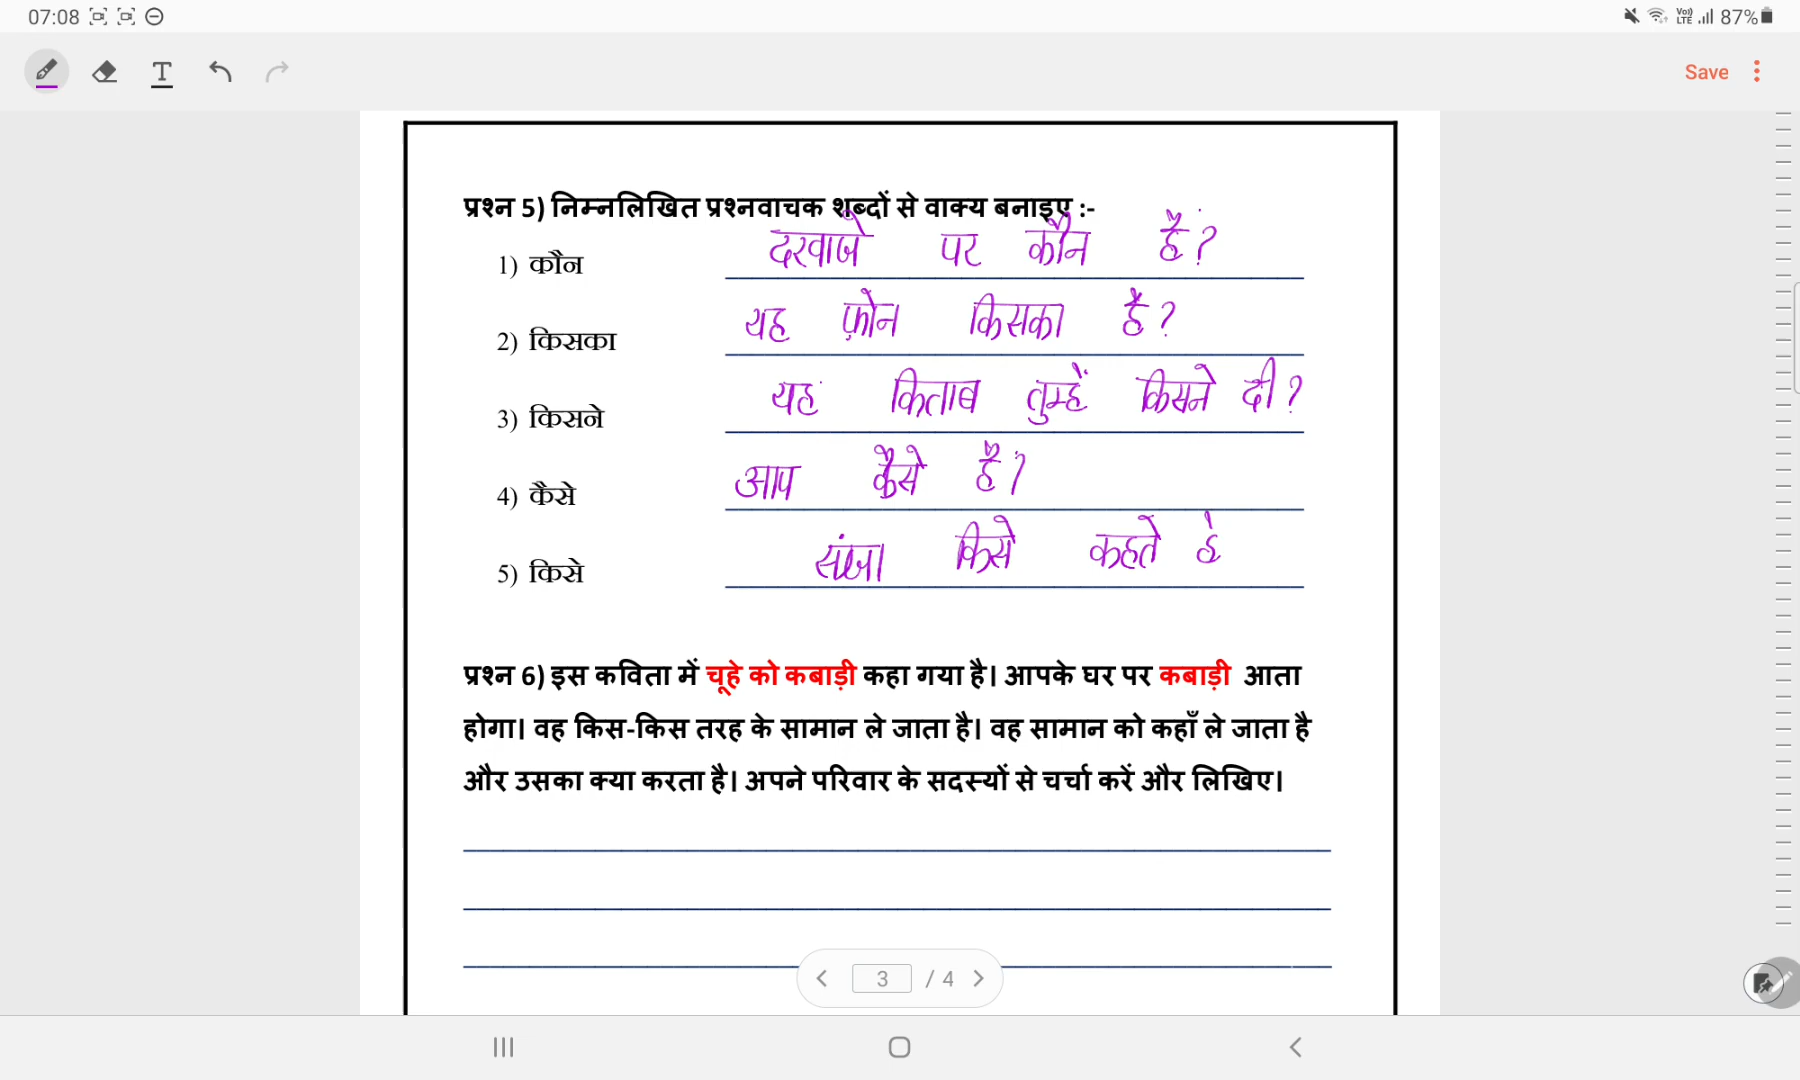 07:08 87%
Save
प्रश्न 5) निम्नलिखित प्रश्नवाचक शब्दों से वाक्य बनाइए :-
1) कौन दरवाजे पर कौन है?
2) किसका यह फ़ोन किसका है?
3) किसने यह किताब तुम्हें किसने दी?
4) कैसे आप कैसे है?
5) किसे संज्ञा किसे कहते हे
प्रश्न 6) इस कविता में चूहे को कबाड़ी कहा गया है। आपके घर पर कबाड़ी आता
होगा। वह किस-किस तरह के सामान ले जाता है। वह सामान को कहाँ ले जाता है
और उसका क्या करता है। अपने परिवार के सदस्यों से चर्चा करें और लिखिए।
3 / 4